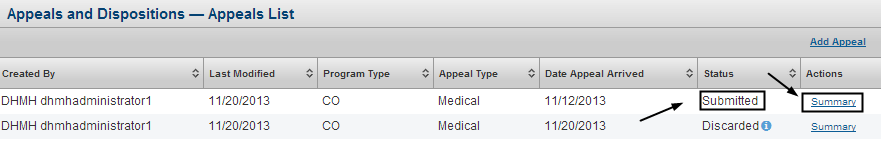 Appeals and Dispositions — Appeals List
Add Appeal
Created By Last Modified Program Type Appeal Type Date Appeal Arrived Status Actions
DHMH dhmhadministrator1 11/20/2013 CO Medical 11/12/2013 Submitted Summary
DHMH dhmhadministrator1 11/20/2013 CO Medical 11/20/2013 Discarded Summary